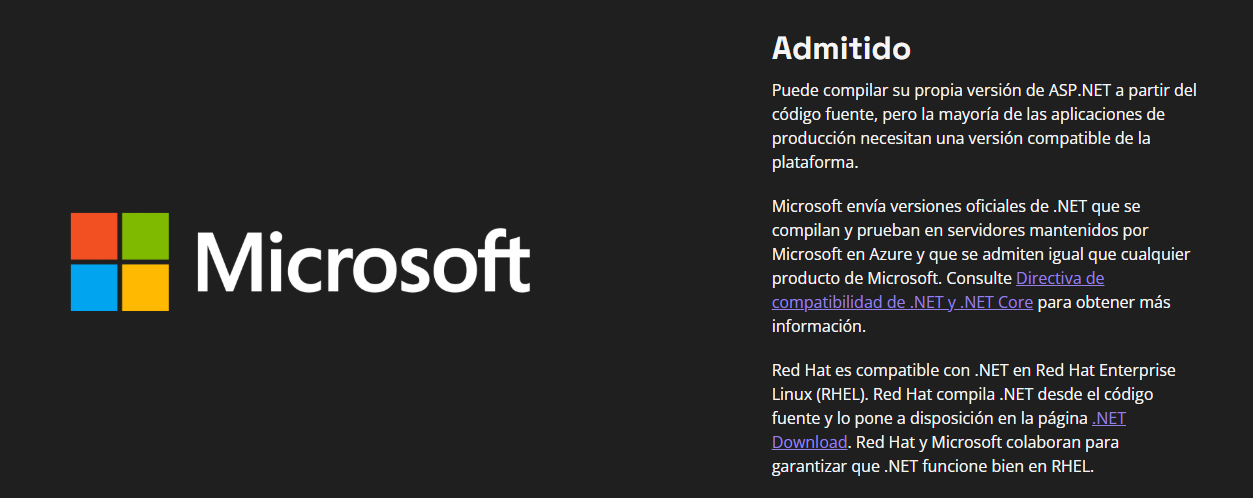 Microsoft
Admitido
Puede compilar su propia versión de ASP.NET a partir del
código fuente, pero la mayoría de las aplicaciones de
producción necesitan una versión compatible de la
plataforma.
Microsoft envía versiones oficiales de .NET que se
compilan y prueban en servidores mantenidos por
Microsoft en Azure y que se admiten igual que cualquier
producto de Microsoft. Consulte Directiva de
compatibilidad de .NET y .NET Core para obtener más
información.
Red Hat es compatible con .NET en Red Hat Enterprise
Linux (RHEL). Red Hat compila .NET desde el código
fuente y lo pone a disposición en la página .NET
Download. Red Hat y Microsoft colaboran para
garantizar que .NET funcione bien en RHEL.